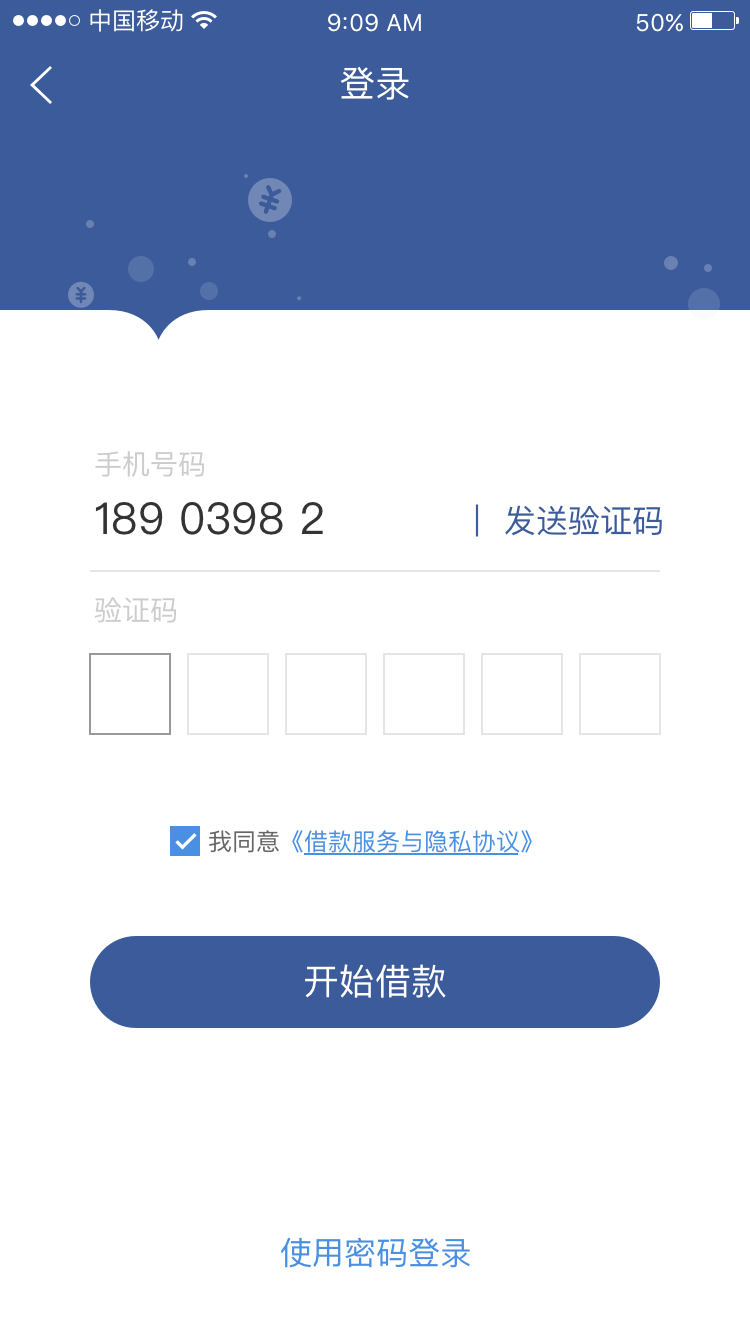 中国移动 9:09 AM 50%
登录
手机号码
189 0398 2 发送验证码
验证码
我同意《借款服务与隐私协议》
开始借款
使用密码登录